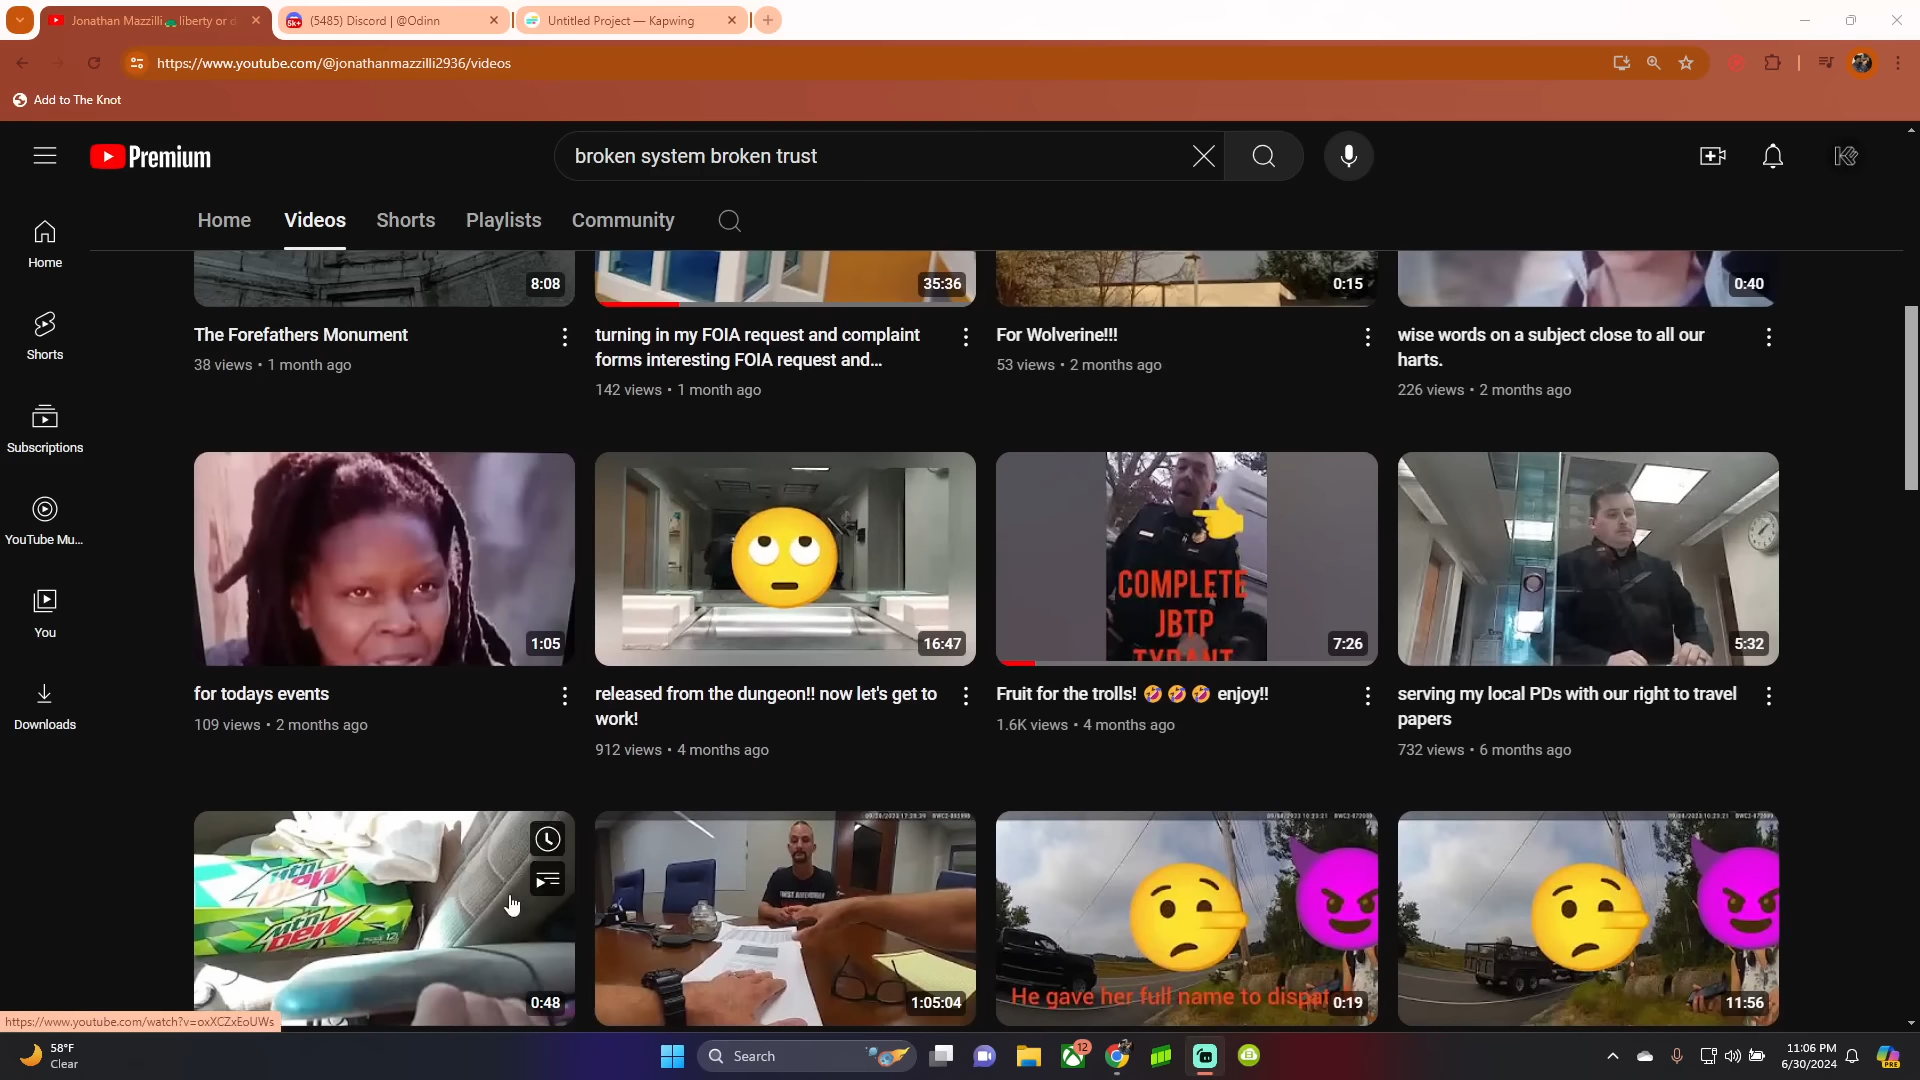 Jonathan Mazzilli liberty or d
(5485) Discord | @Odinn
Untitled Project — Kapwing
https://www.youtube.com/@jonathanmazzilli2936/videos
Add to The Knot
Premium
broken system broken trust
Home Videos Shorts Playlists Community
Home
Shorts
Subscriptions
YouTube Mu...
You
Downloads
8:08
35:36
0:15
0:40
The Forefathers Monument
38 views • 1 month ago
turning in my FOIA request and complaint
forms interesting FOIA request and...
142 views • 1 month ago
For Wolverine!!!
53 views • 2 months ago
wise words on a subject close to all our
harts.
226 views • 2 months ago
1:05
16:47
COMPLETE
JBTP
TYRANT
7:26
5:32
for todays events
109 views • 2 months ago
released from the dungeon!! now let's get to
work!
912 views • 4 months ago
Fruit for the trolls! 🤣🤣🤣 enjoy!!
1.6K views • 4 months ago
serving my local PDs with our right to travel
papers
732 views • 6 months ago
mtn
DEW
mtn
DEW
0:48
1:05:04
He gave her full name to dispat
0:19
11:56
https://www.youtube.com/watch?v=oxXCZxEoUWs
58°F
Clear
Search
12
11:06 PM
6/30/2024